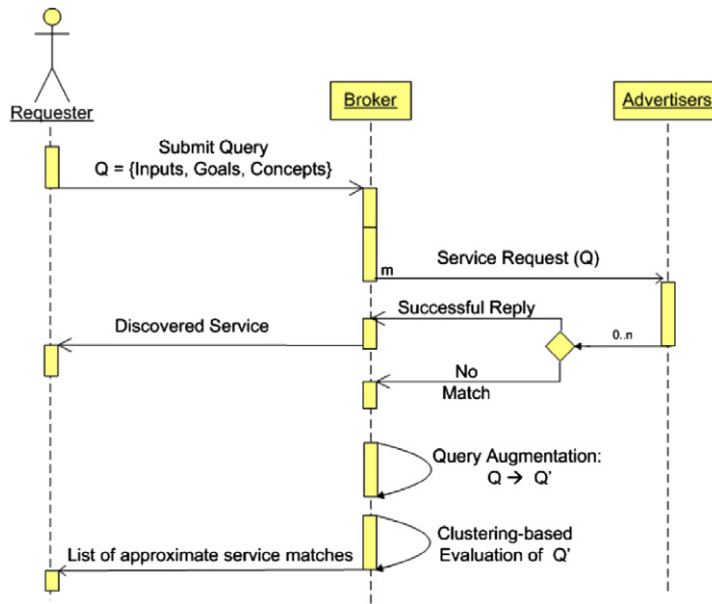 Requester
Broker
Advertisers
Submit Query
Q = {Inputs, Goals, Concepts}
m
Service Request (Q)
Successful Reply
Discovered Service
0..n
No
Match
Query Augmentation:
Q → Q'
Clustering-based
Evaluation of Q'
List of approximate service matches